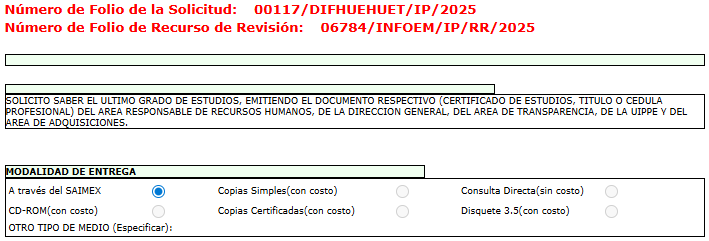 Número de Folio de la Solicitud: 00117/DIFHUEHUET/IP/2025
Número de Folio de Recurso de Revisión: 06784/INFOEM/IP/RR/2025
SOLICITO SABER EL ULTIMO GRADO DE ESTUDIOS, EMITIENDO EL DOCUMENTO RESPECTIVO (CERTIFICADO DE ESTUDIOS, TITULO O CEDULA
PROFESIONAL) DEL AREA RESPONSABLE DE RECURSOS HUMANOS, DE LA DIRECCION GENERAL, DEL AREA DE TRANSPARENCIA, DE LA UIPPE Y DEL
AREA DE ADQUISICIONES.
MODALIDAD DE ENTREGA
A través del SAIMEX Copias Simples(con costo) Consulta Directa(sin costo)
CD-ROM(con costo) Copias Certificadas(con costo) Disquete 3.5(con costo)
OTRO TIPO DE MEDIO (Especificar):